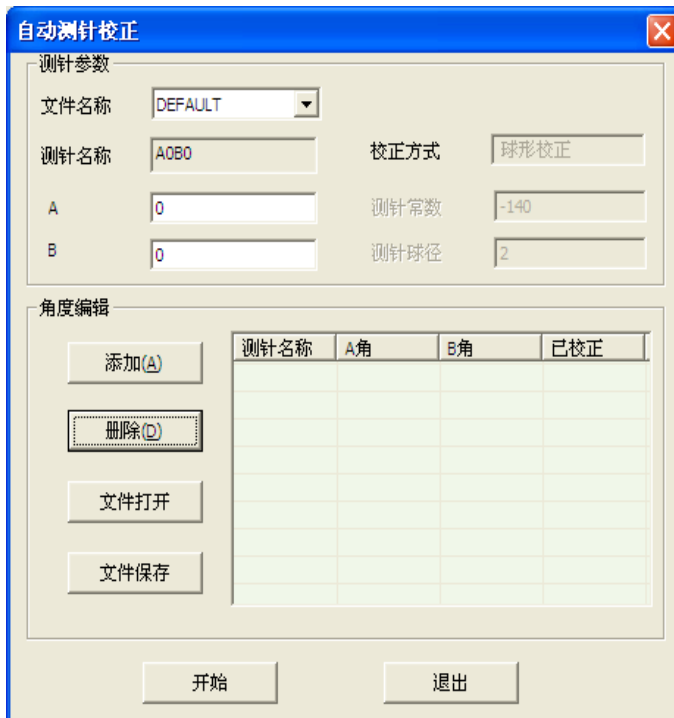 自动测针校正
测针参数
文件名称 DEFAULT
测针名称 A0B0 校正方式 球形校正
A 0 测针常数 -140
B 0 测针球径 2
角度编辑
测针名称 A角 B角 已校正
添加(A)
删除(D)
文件打开
文件保存
开始 退出